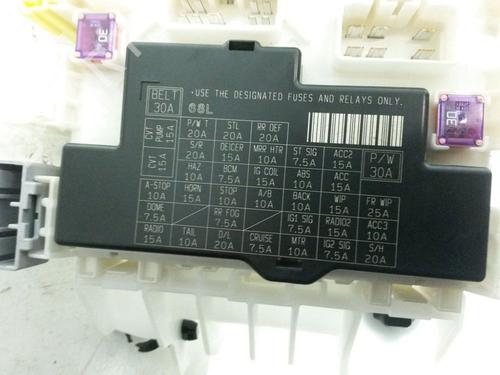 30
BELT
30A
68L
• USE THE DESIGNATED FUSES AND RELAYS ONLY.
30
CVT PUMP 15A
P/W T 20A
STL 20A
RR DEF 20A
CVT 15A
S/R 20A
DEICER 15A
MRR HTR 10A
ST SIG 7.5A
ACC2 15A
P/W 30A
HAZ 10A
BCM 7.5A
IG COIL 15A
ABS 10A
ACC 15A
A-STOP 10A
HORN 15A
STOP 10A
A/B 10A
BACK 10A
WIP 15A
FR WIP 25A
DOME 7.5A
RR FOG 7.5A
IG1 SIG 7.5A
RADIO2 15A
ACC3 10A
RADIO 15A
TAIL 10A
D/L 20A
CRUISE 7.5A
MTR 10A
IG2 SIG 7.5A
S/H 20A